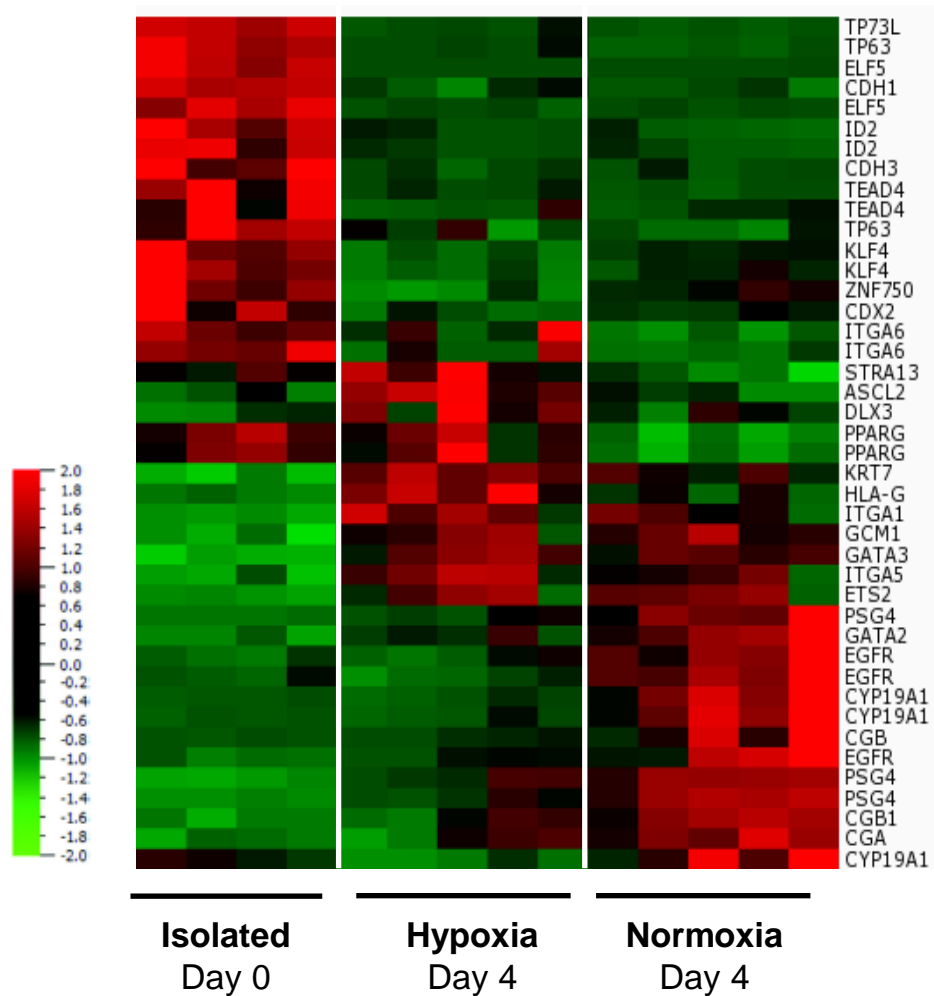 TP73L
TP63
ELF5
CDH1
ELF5
ID2
ID2
CDH3
TEAD4
TEAD4
TP63
KLF4
KLF4
ZNF750
CDX2
ITGA6
ITGA6
STRA13
ASCL2
DLX3
PPARG
PPARG
KRT7
HLA-G
ITGA1
GCM1
GATA3
ITGA5
ETS2
PSG4
GATA2
EGFR
EGFR
CYP19A1
CYP19A1
CGB
EGFR
PSG4
PSG4
CGB1
CGA
CYP19A1
2.0
1.8
1.6
1.4
1.2
1.0
0.8
0.6
0.4
0.2
0.0
-0.2
-0.4
-0.6
-0.8
-1.0
-1.2
-1.4
-1.6
-1.8
-2.0
Isolated Hypoxia Normoxia
Day 0 Day 4 Day 4